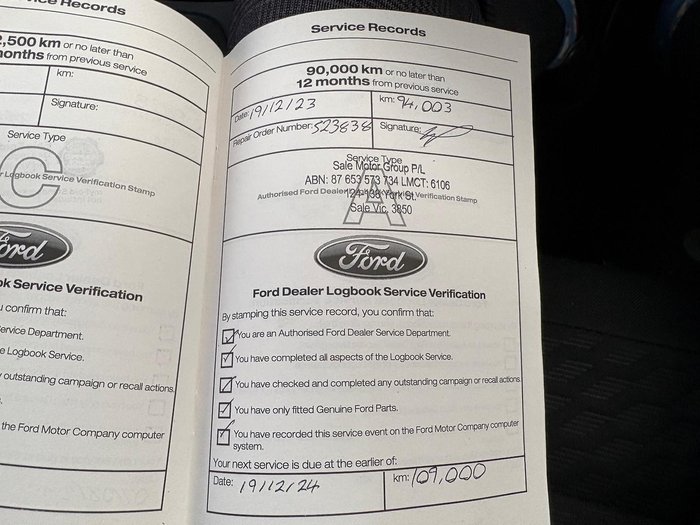 ice Records
2,500 km or no later than
months from previous service
km:
Signature:
Service Type
C
r Logbook Service Verification Stamp
Ford
ok Service Verification
u confirm that:
ervice Department.
e Logbook Service.
outstanding campaign or recall actions.
the Ford Motor Company computer
Service Records
90,000 km or no later than
12 months from previous service
Date: 19/12/23
km: 94,003
Repair Order Number: 523838
Signature:
Service Type
A
Sale Motor Group P/L
ABN: 87 653 573 734 LMCT: 6106
Authorised Ford Dealer Verification Stamp
124-138 York St.
Sale Vic. 3850
Ford
Ford Dealer Logbook Service Verification
By stamping this service record, you confirm that:
You are an Authorised Ford Dealer Service Department.
You have completed all aspects of the Logbook Service.
You have checked and completed any outstanding campaign or recall actions.
You have only fitted Genuine Ford Parts.
You have recorded this service event on the Ford Motor Company computer
system.
Your next service is due at the earlier of:
Date: 19/12/24
km: 109,000